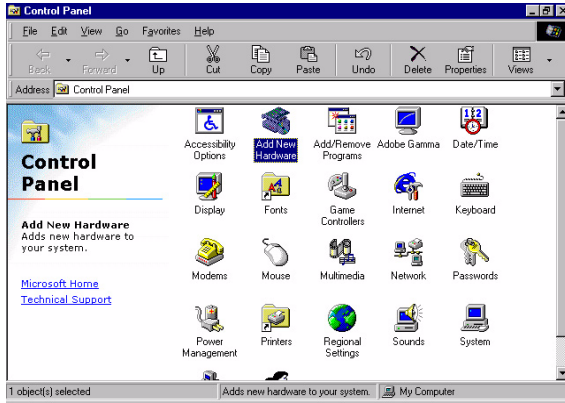 Control Panel
File Edit View Go Favorites Help
Back Forward Up Cut Copy Paste Undo Delete Properties Views
Address Control Panel
Control
Panel
Add New Hardware
Adds new hardware to
your system.
Microsoft Home
Technical Support
Accessibility
Options
Add New
Hardware
Add/Remove
Programs
Adobe Gamma
Date/Time
Display
Fonts
Game
Controllers
Internet
Keyboard
Modems
Mouse
Multimedia
Network
Passwords
Power
Management
Printers
Regional
Settings
Sounds
System
1 object(s) selected
Adds new hardware to your system.
My Computer